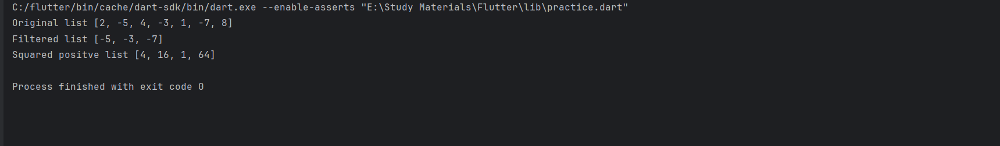 C:/flutter/bin/cache/dart-sdk/bin/dart.exe --enable-asserts "E:\Study Materials\Flutter\lib\practice.dart"
Original list [2, -5, 4, -3, 1, -7, 8]
Filtered list [-5, -3, -7]
Squared positve list [4, 16, 1, 64]
Process finished with exit code 0